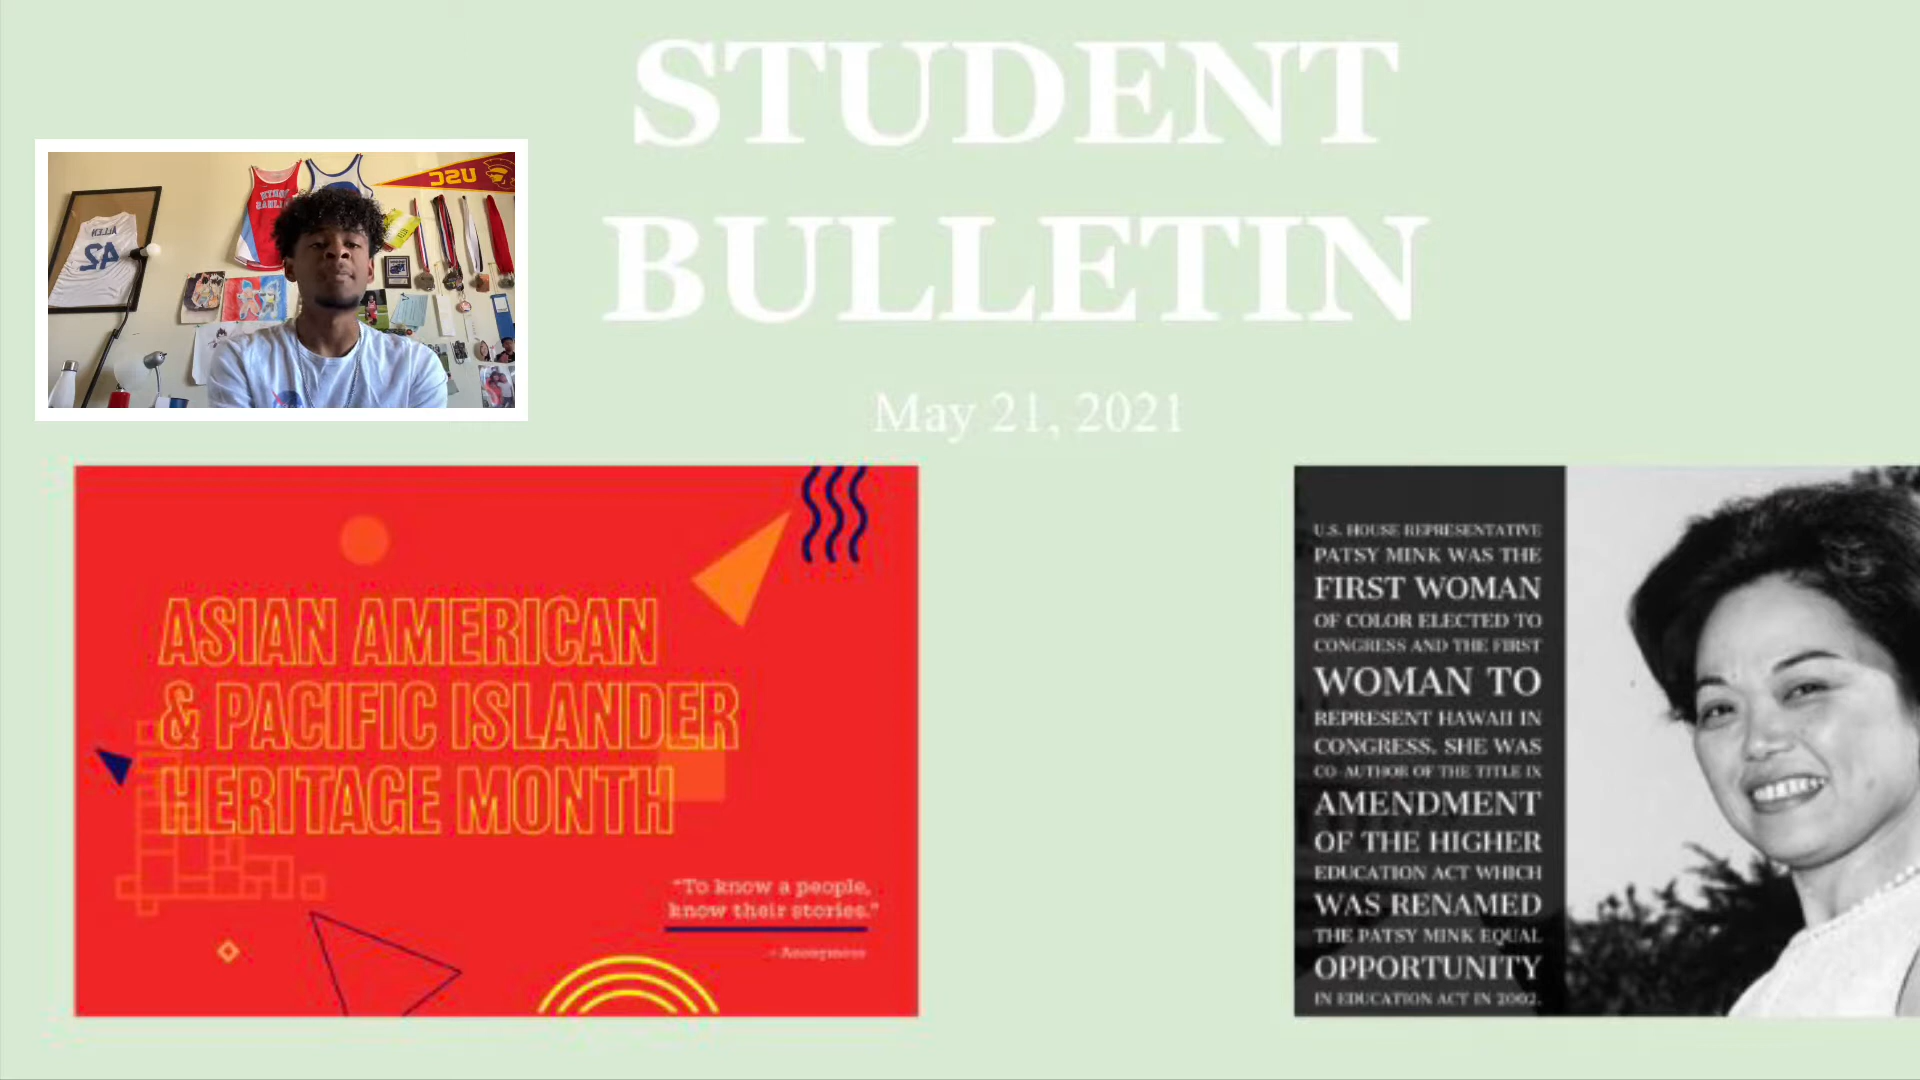 STUDENT
BULLETIN
May 21, 2021
USC
ALLEN
42
ASIAN AMERICAN
& PACIFIC ISLANDER
HERITAGE MONTH
"To know a people,
know their stories."
- Anonymous
U.S. HOUSE REPRESENTATIVE
PATSY MINK WAS THE
FIRST WOMAN
OF COLOR ELECTED TO
CONGRESS AND THE FIRST
WOMAN TO
REPRESENT HAWAII IN
CONGRESS. SHE WAS
CO-AUTHOR OF THE TITLE IX
AMENDMENT
OF THE HIGHER
EDUCATION ACT WHICH
WAS RENAMED
THE PATSY MINK EQUAL
OPPORTUNITY
IN EDUCATION ACT IN 2002.